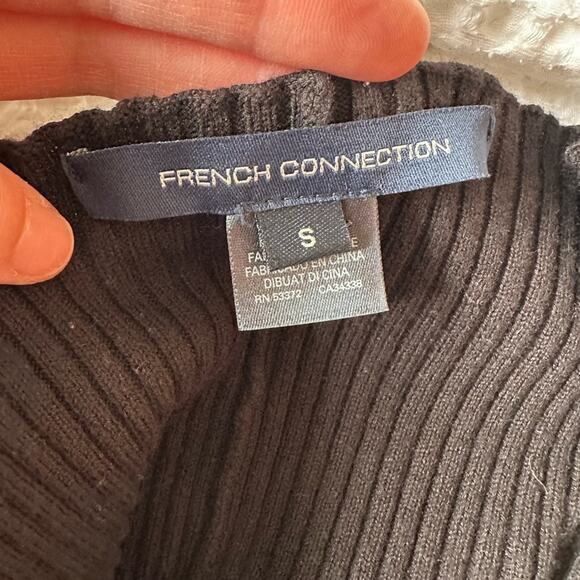 FRENCH CONNECTION
S
FABRICADO EN CHINA
DIBUAT DI CINA
RN 53372 CA34338